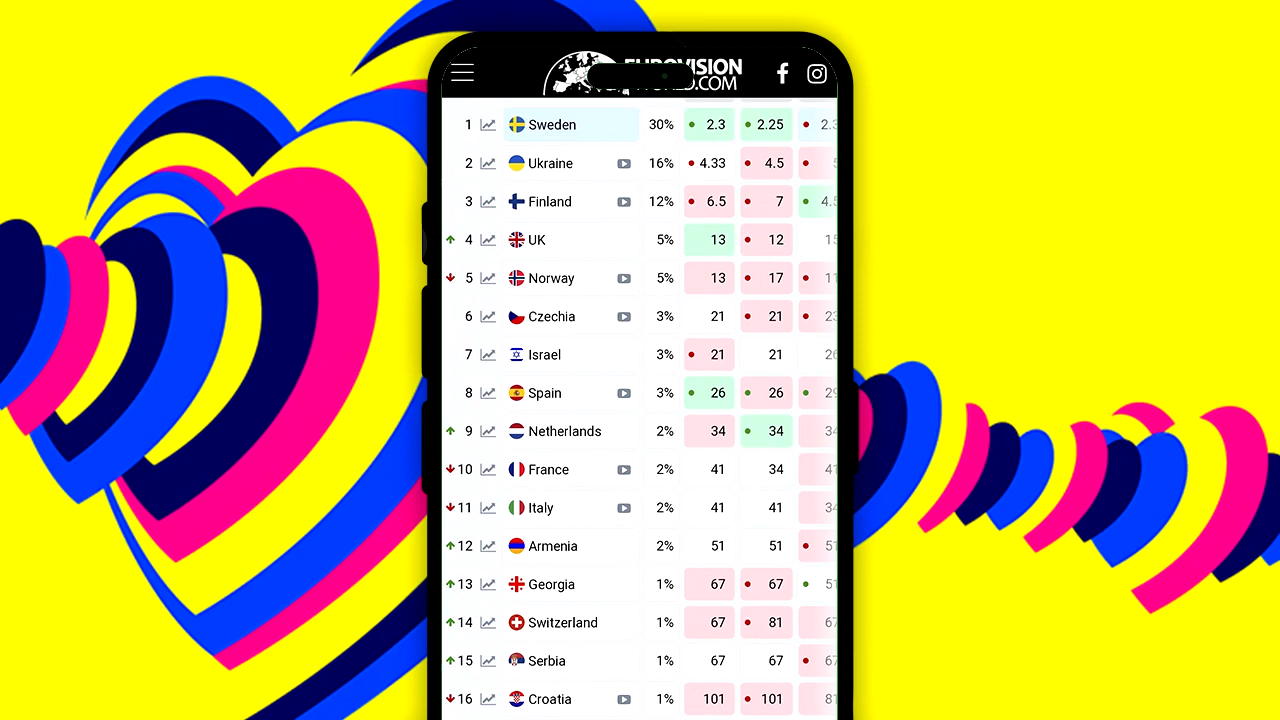 EUROVISION
WORLD.COM
1 Sweden 30% 2.3 2.25
2 Ukraine 16% 4.33 4.5
3 Finland 12% 6.5 7
4 UK 5% 13 12
5 Norway 5% 13 17
6 Czechia 3% 21 21
7 Israel 3% 21 21
8 Spain 3% 26 26
9 Netherlands 2% 34 34
10 France 2% 41 34
11 Italy 2% 41 41
12 Armenia 2% 51 51
13 Georgia 1% 67 67
14 Switzerland 1% 67 81
15 Serbia 1% 67 67
16 Croatia 1% 101 101